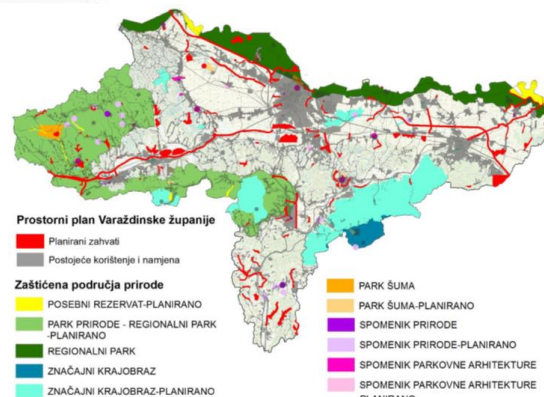 Prostorni plan Varaždinske županije
Planirani zahvati
Postojeće korištenje i namjena
Zaštićena područja prirode
POSEBNI REZERVAT-PLANIRANO
PARK PRIRODE - REGIONALNI PARK
-PLANIRANO
REGIONALNI PARK
ZNAČAJNI KRAJOBRAZ
ZNAČAJNI KRAJOBRAZ-PLANIRANO
PARK ŠUMA
PARK ŠUMA-PLANIRANO
SPOMENIK PRIRODE
SPOMENIK PRIRODE-PLANIRANO
SPOMENIK PARKOVNE ARHITEKTURE
SPOMENIK PARKOVNE ARHITEKTURE
PLANIRANO